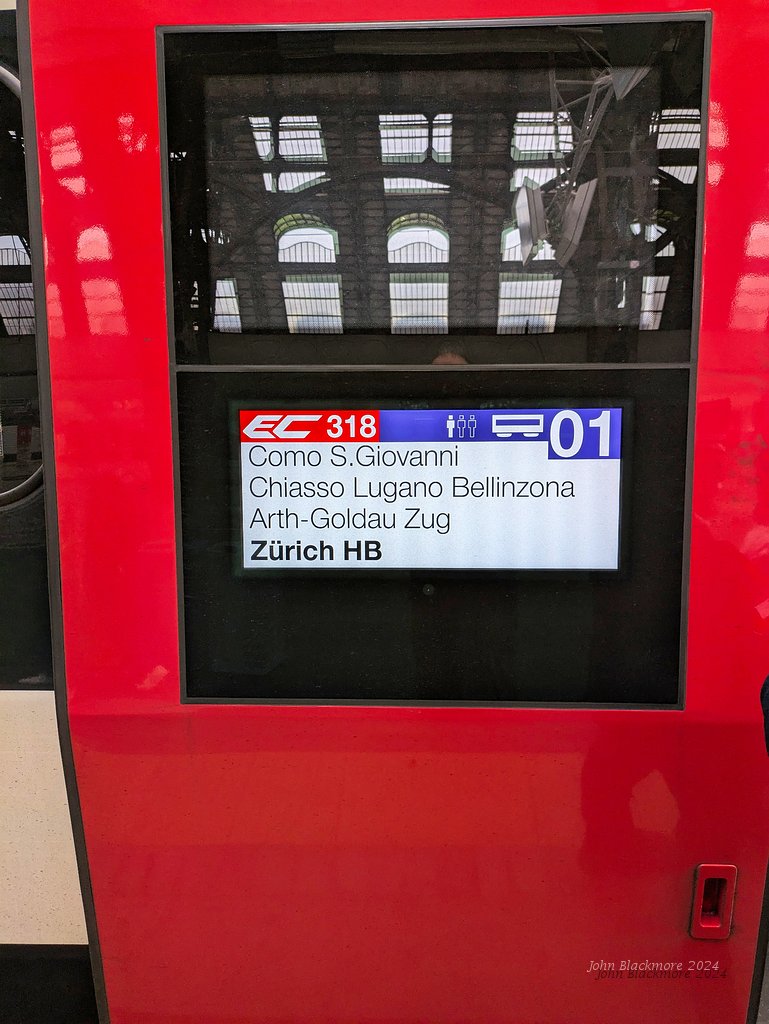 EC 318 01
Como S.Giovanni
Chiasso Lugano Bellinzona
Arth-Goldau Zug
Zürich HB
John Blackmore 2024